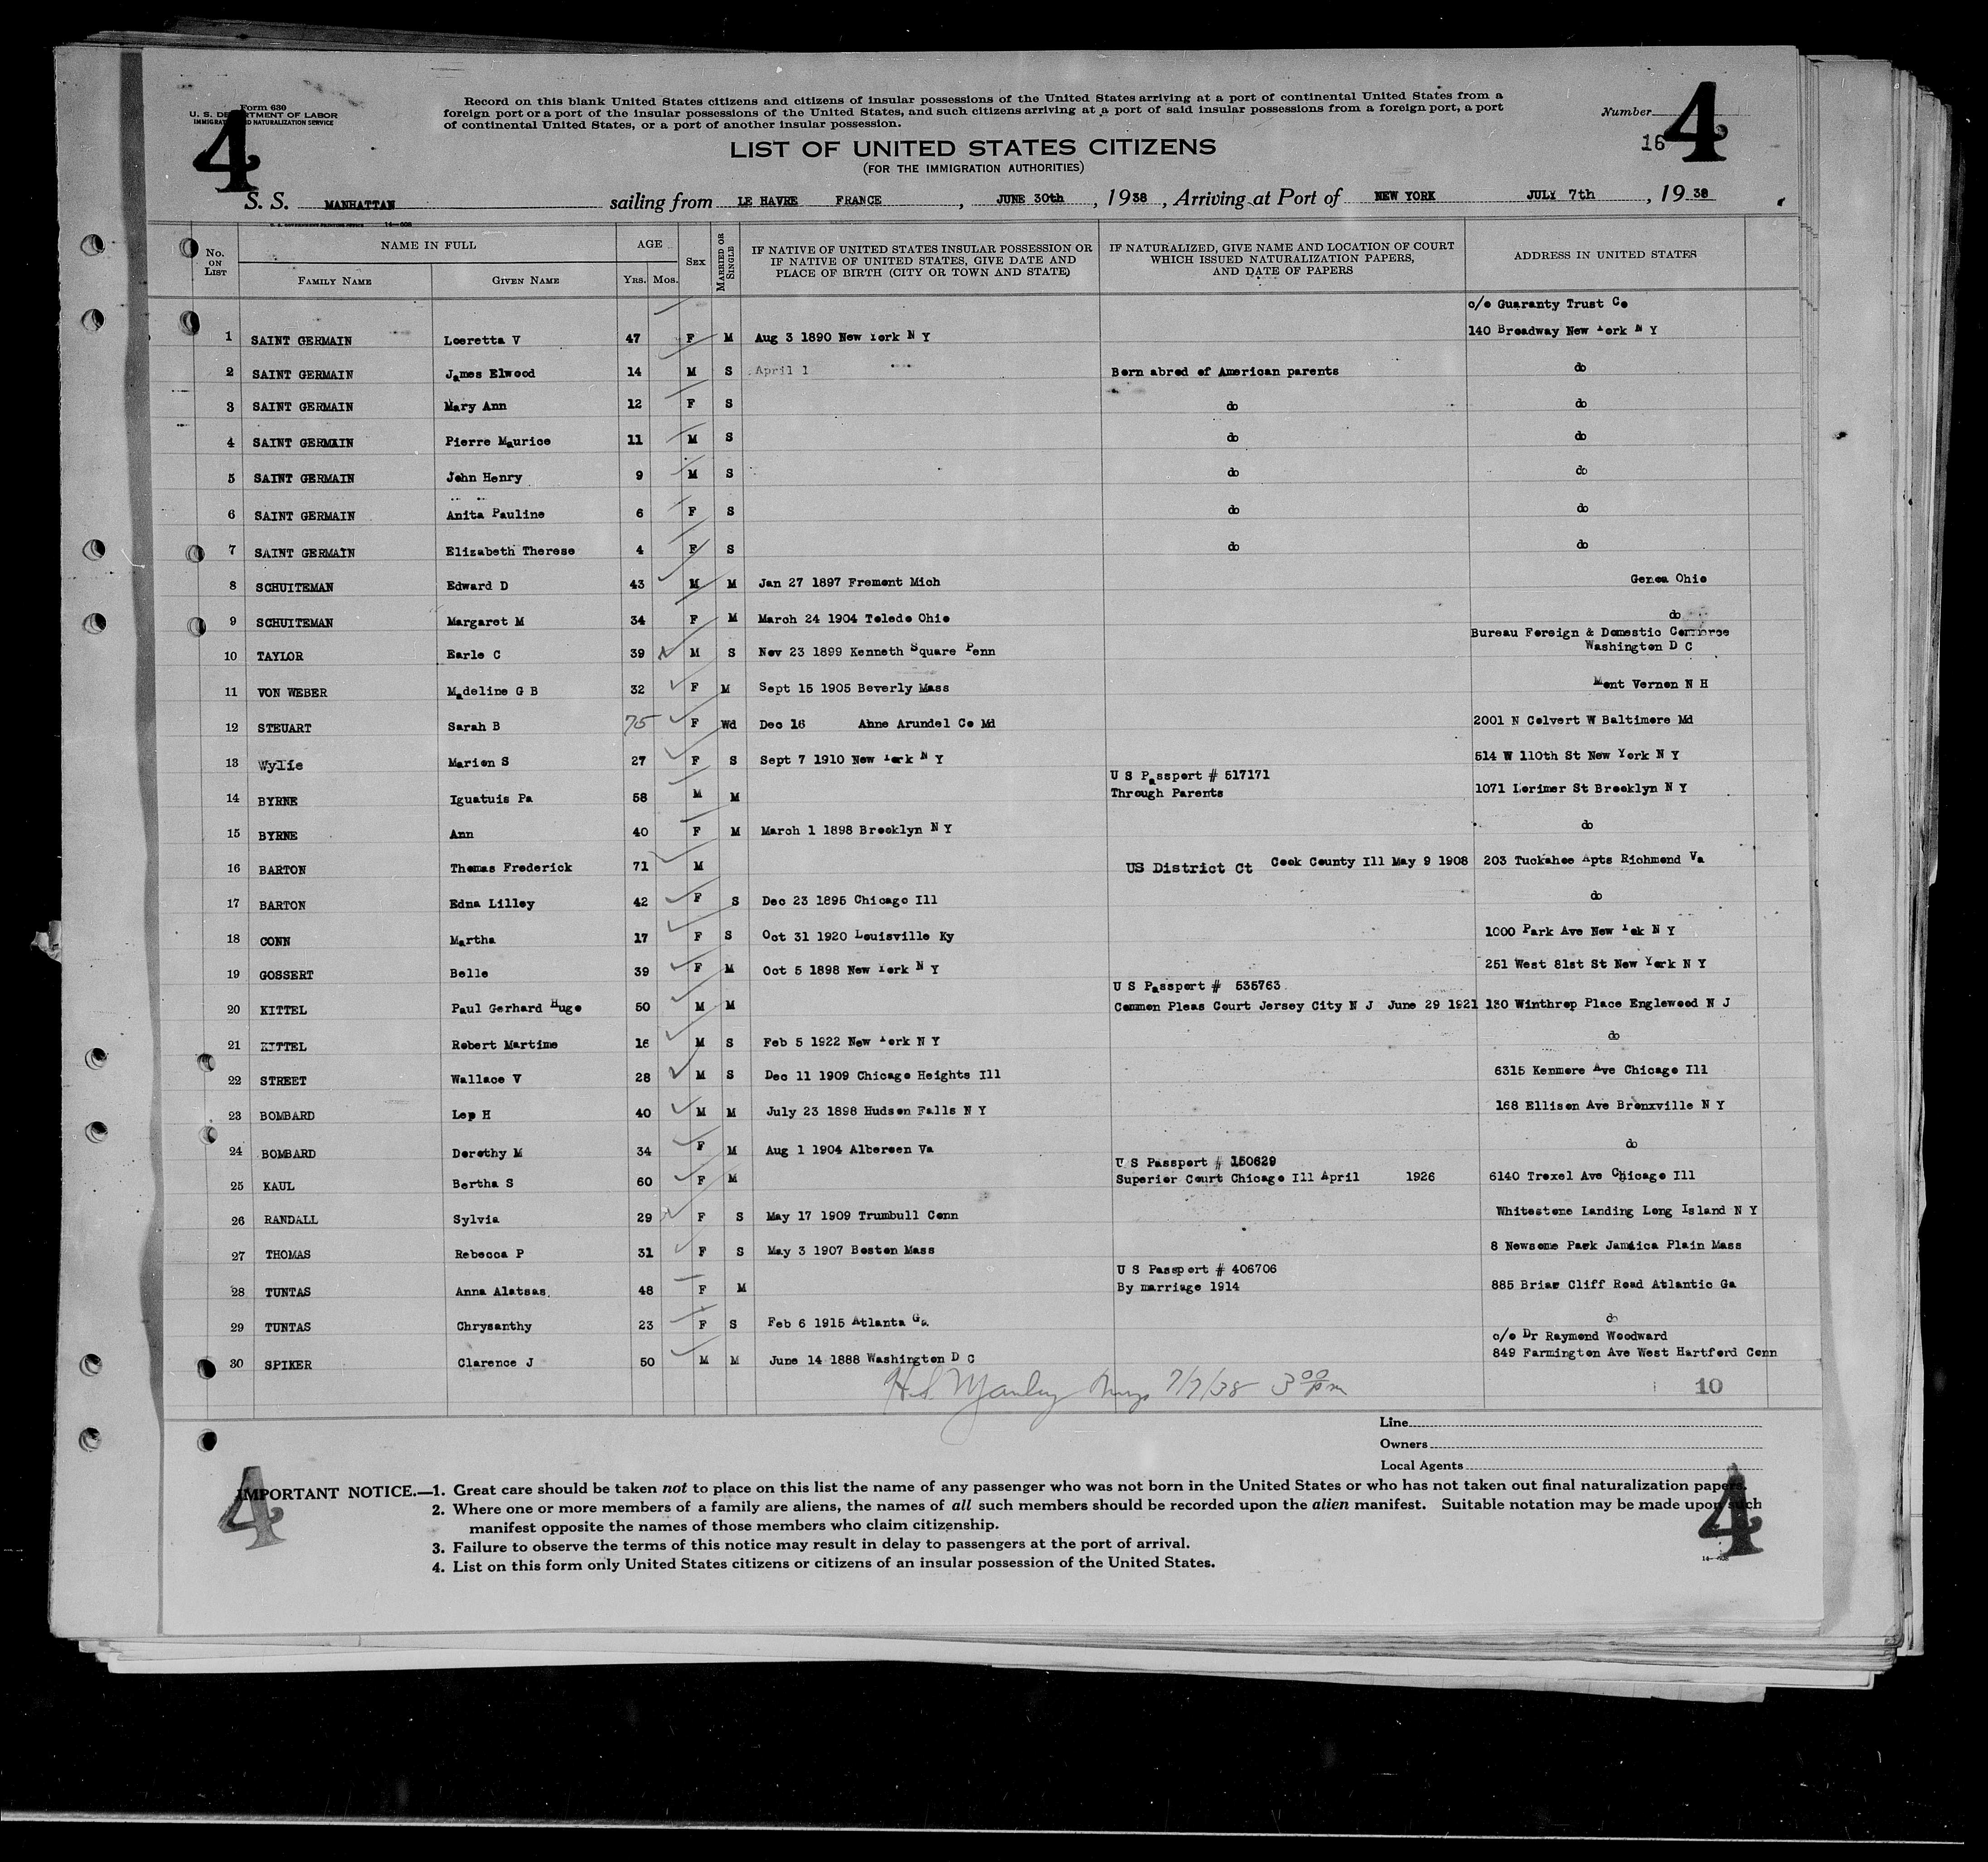 4
Form 630
U. S. DEPARTMENT OF LABOR
IMMIGRATION AND NATURALIZATION SERVICE
Record on this blank United States citizens and citizens of insular possessions of the United States arriving at a port of continental United States from a
foreign port or a port of the insular possessions of the United States, and such citizens arriving at a port of said insular possessions from a foreign port, a port
of continental United States, or a port of another insular possession.
Number
16
4
LIST OF UNITED STATES CITIZENS
(FOR THE IMMIGRATION AUTHORITIES)
S. S. MANHATTAN sailing from LE HAVRE FRANCE, JUNE 30th, 1938, Arriving at Port of NEW YORK JULY 7th, 1938
U. S. GOVERNMENT PRINTING OFFICE 14—608
No. ON LIST NAME IN FULL AGE SEX MARRIED OR SINGLE IF NATIVE OF UNITED STATES INSULAR POSSESSION OR IF NATIVE OF UNITED STATES, GIVE DATE AND PLACE OF BIRTH (CITY OR TOWN AND STATE) IF NATURALIZED, GIVE NAME AND LOCATION OF COURT WHICH ISSUED NATURALIZATION PAPERS, AND DATE OF PAPERS ADDRESS IN UNITED STATES
FAMILY NAME GIVEN NAME YRS. MOS.
c/o Guaranty Trust Co
1 SAINT GERMAIN Loeretta V 47 F M Aug 3 1890 New York N Y 140 Broadway New York N Y
2 SAINT GERMAIN James Elwood 14 M S April 1 Born abred of American parents do
3 SAINT GERMAIN Mary Ann 12 F S do do
4 SAINT GERMAIN Pierre Maurice 11 M S do do
5 SAINT GERMAIN John Henry 9 M S do do
6 SAINT GERMAIN Anita Pauline 6 F S do do
7 SAINT GERMAIN Elizabeth Therese 4 F S do do
8 SCHUITEMAN Edward D 43 M M Jan 27 1897 Fremont Mich Genoa Ohio
9 SCHUITEMAN Margaret M 34 F M March 24 1904 Toledo Ohio do
Bureau Foreign & Domestic Commerce
10 TAYLOR Earle C 39 M S Nov 23 1899 Kenneth Square Penn Washington D C
11 VON WEBER Madeline G B 32 F M Sept 15 1905 Beverly Mass Mont Vernon N H
12 STEUART Sarah B 75 F Wd Dec 16 Ahne Arundel Co Md 2001 N Colvert W Baltimore Md
13 Wylie Marion S 27 F S Sept 7 1910 New York N Y 514 W 110th St New York N Y
U S Passport # 517171
14 BYRNE Iguatuis Pa 58 M M Through Parents 1071 Lorimer St Brooklyn N Y
15 BYRNE Ann 40 F M March 1 1898 Brooklyn N Y do
16 BARTON Thomas Frederick 71 M US District Ct Cook County Ill May 9 1908 203 Tuckahoe Apts Richmond Va
17 BARTON Edna Lilley 42 F S Dec 23 1895 Chicago Ill do
18 CONN Martha 17 F S Oct 31 1920 Louisville Ky 1000 Park Ave New Yok N Y
19 GOSSERT Belle 39 F M Oct 5 1898 New York N Y 251 West 81st St New York N Y
U S Passport # 535763
20 KITTEL Paul Gerhard Hugo 50 M M Common Pleas Court Jersey City N J June 29 1921 130 Winthrop Place Englewood N J
21 KITTEL Robert Martime 16 M S Feb 5 1922 New York N Y do
22 STREET Wallace V 28 M S Dec 11 1909 Chicago Heights Ill 6315 Kenmore Ave Chicago Ill
23 BOMBARD Lep H 40 M M July 23 1898 Hudson Falls N Y 168 Ellison Ave Bronxville N Y
24 BOMBARD Dorothy M 34 F M Aug 1 1904 Albereen Va do
U S Passport # 150629
25 KAUL Bertha S 60 F M Superior Court Chicago Ill April 1926 6140 Trexel Ave Chicago Ill
26 RANDALL Sylvia 29 F S May 17 1909 Trumbull Conn Whitestone Landing Long Island N Y
27 THOMAS Rebecca P 31 F S May 3 1907 Boston Mass 8 Newsome Park Jamaica Plain Mass
U S Passport # 406706
28 TUNTAS Anna Alatsas 48 F M By marriage 1914 885 Briar Cliff Road Atlantic Ga
29 TUNTAS Chrysanthy 23 F S Feb 6 1915 Atlanta Ga. do
c/o Dr Raymond Woodward
30 SPIKER Clarence J 50 M M June 14 1888 Washington D C 849 Farmington Ave West Hartford Conn
7/7/38 3 00 pm
10
Line
Owners
Local Agents
IMPORTANT NOTICE.—1. Great care should be taken not to place on this list the name of any passenger who was not born in the United States or who has not taken out final naturalization papers.
2. Where one or more members of a family are aliens, the names of all such members should be recorded upon the alien manifest. Suitable notation may be made upon such
manifest opposite the names of those members who claim citizenship.
3. Failure to observe the terms of this notice may result in delay to passengers at the port of arrival.
4. List on this form only United States citizens or citizens of an insular possession of the United States.
4
4
14—608